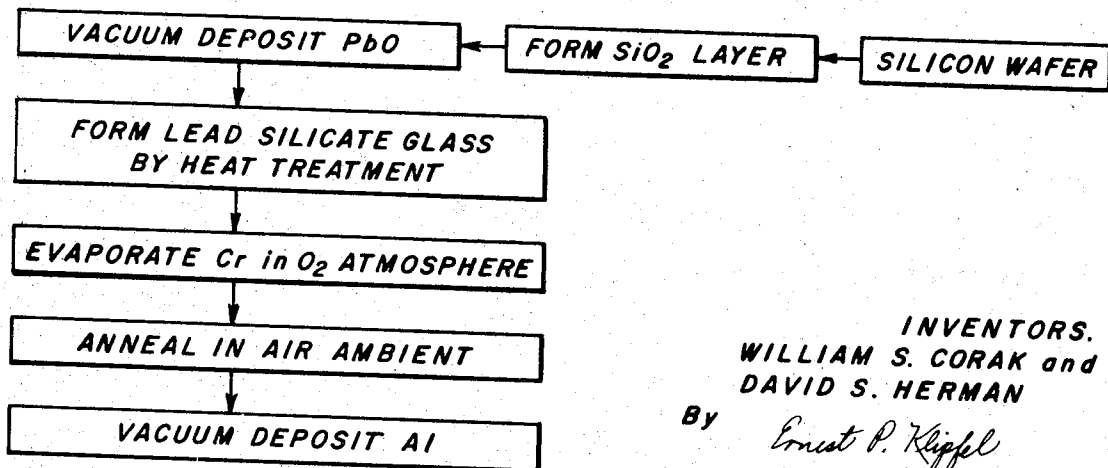 VACUUM DEPOSIT PbO
FORM SiO2 LAYER
SILICON WAFER
FORM LEAD SILICATE GLASS
BY HEAT TREATMENT
EVAPORATE Cr in O2 ATMOSPHERE
ANNEAL IN AIR AMBIENT
VACUUM DEPOSIT Al
INVENTORS.
WILLIAM S. CORAK and
DAVID S. HERMAN
By Ernest P. Klipfel